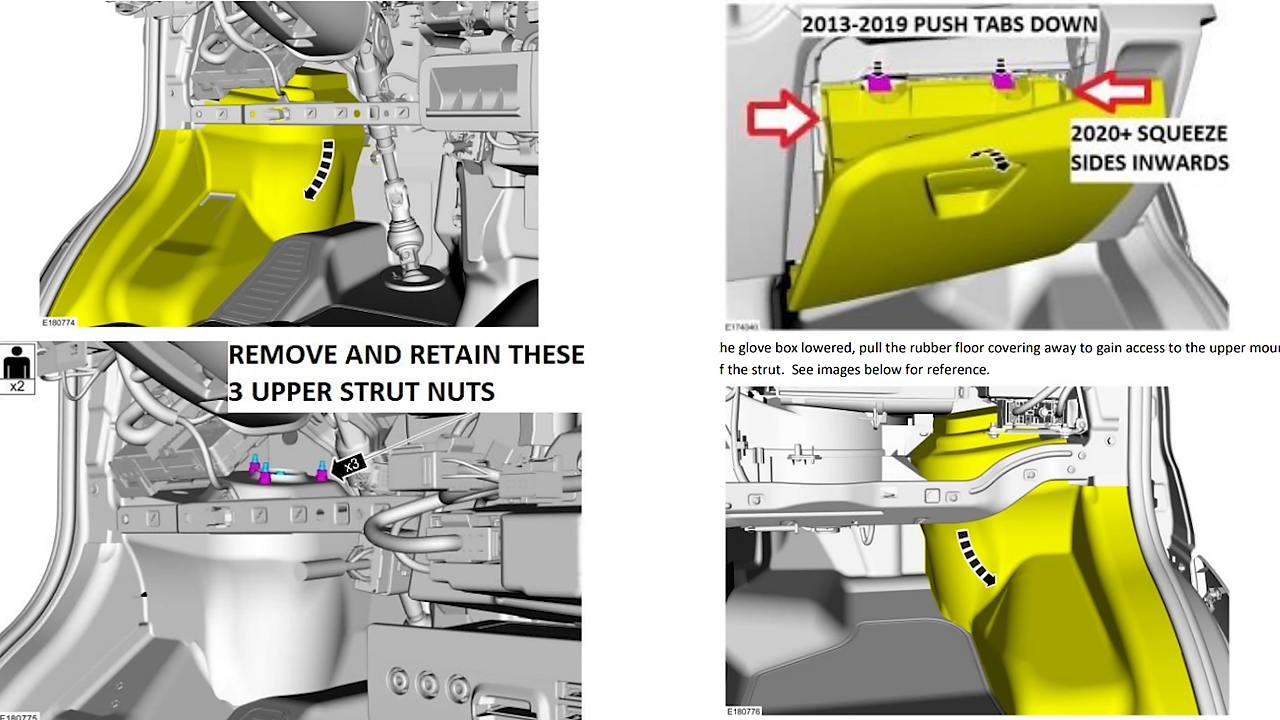 E180774
REMOVE AND RETAIN THESE
3 UPPER STRUT NUTS
x2
x3
E180775
2013-2019 PUSH TABS DOWN
2020+ SQUEEZE
SIDES INWARDS
he glove box lowered, pull the rubber floor covering away to gain access to the upper mou
f the strut.  See images below for reference.
E180776